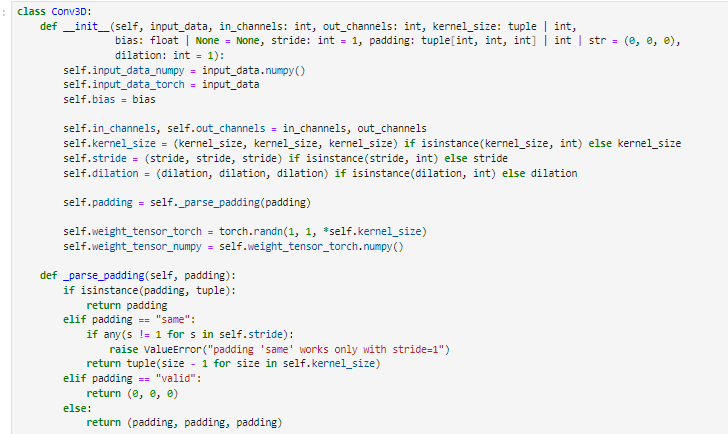 class Conv3D:
    def __init__(self, input_data, in_channels: int, out_channels: int, kernel_size: tuple | int,
                 bias: float | None = None, stride: int = 1, padding: tuple[int, int, int] | int | str = (0, 0, 0),
                 dilation: int = 1):
        self.input_data_numpy = input_data.numpy()
        self.input_data_torch = input_data
        self.bias = bias

        self.in_channels, self.out_channels = in_channels, out_channels
        self.kernel_size = (kernel_size, kernel_size, kernel_size) if isinstance(kernel_size, int) else kernel_size
        self.stride = (stride, stride, stride) if isinstance(stride, int) else stride
        self.dilation = (dilation, dilation, dilation) if isinstance(dilation, int) else dilation

        self.padding = self._parse_padding(padding)

        self.weight_tensor_torch = torch.randn(1, 1, *self.kernel_size)
        self.weight_tensor_numpy = self.weight_tensor_torch.numpy()

    def _parse_padding(self, padding):
        if isinstance(padding, tuple):
            return padding
        elif padding == "same":
            if any(s != 1 for s in self.stride):
                raise ValueError("padding 'same' works only with stride=1")
            return tuple(size - 1 for size in self.kernel_size)
        elif padding == "valid":
            return (0, 0, 0)
        else:
            return (padding, padding, padding)